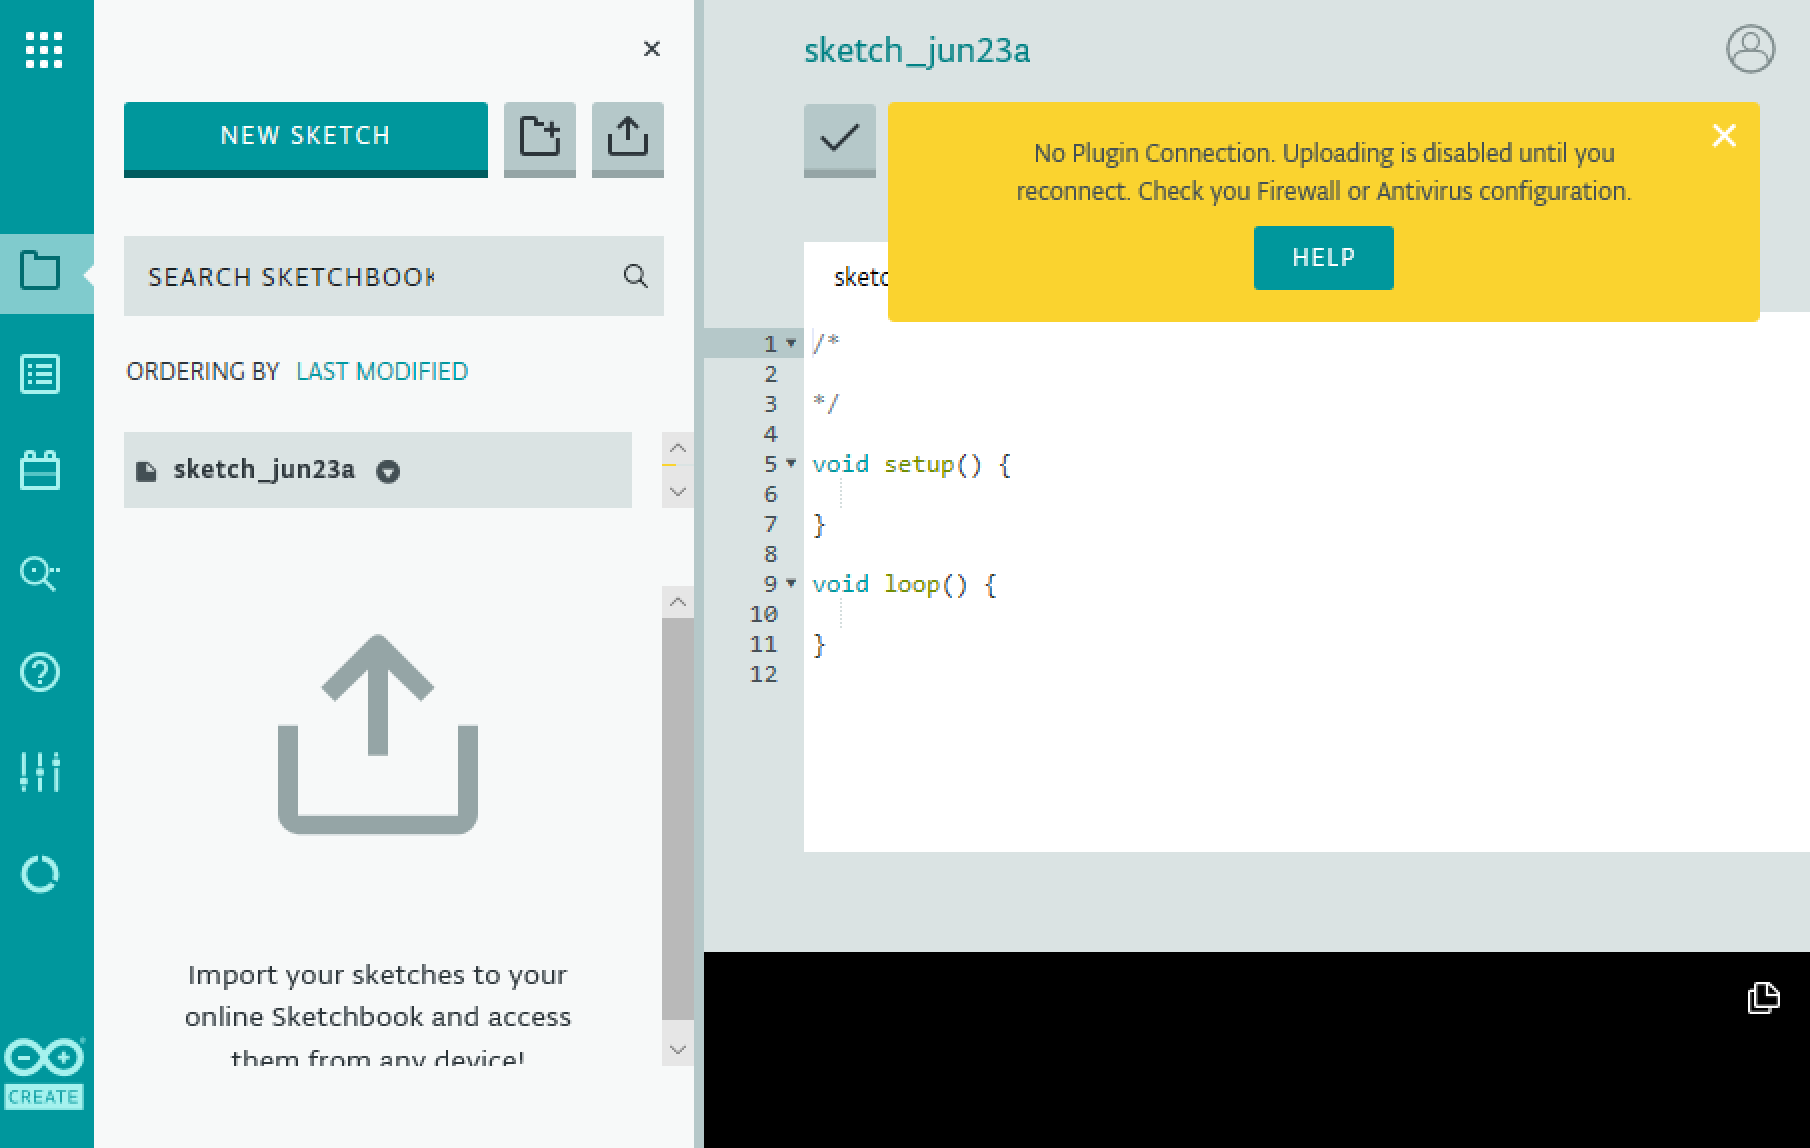 sketch_jun23a
NEW SKETCH
No Plugin Connection. Uploading is disabled until you
reconnect. Check you Firewall or Antivirus configuration.
HELP
SEARCH SKETCHBOOK
sketc
ORDERING BY LAST MODIFIED
sketch_jun23a
1 /*
2
3 */
4
5 void setup() {
6
7 }
8
9 void loop() {
10
11 }
12
Import your sketches to your
online Sketchbook and access
them from any device!
CREATE